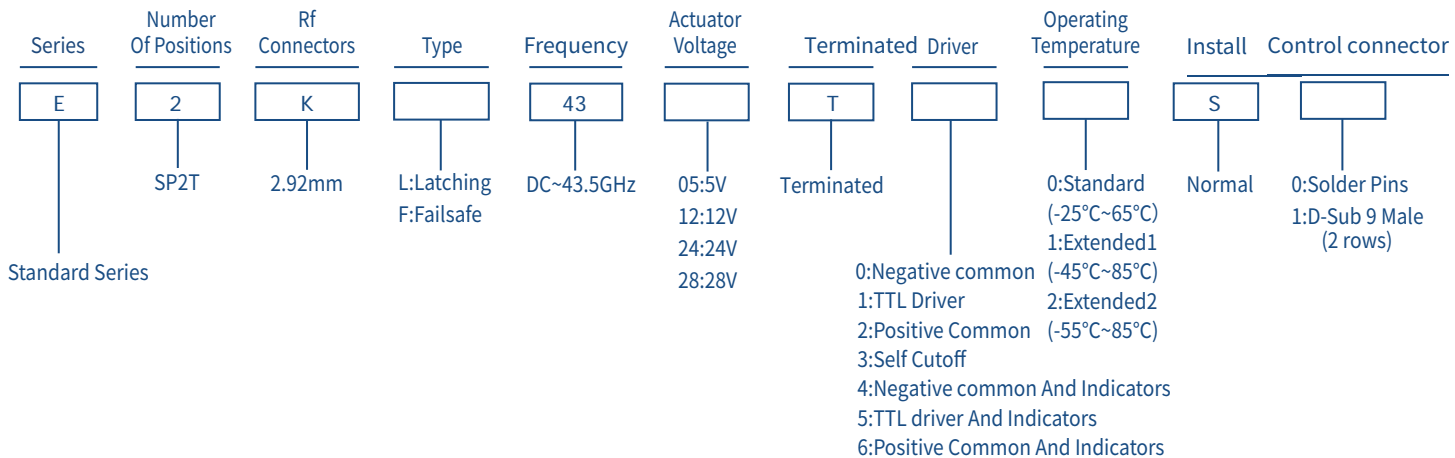 Series
Number
Of Positions
Rf
Connectors
Type
Frequency
Actuator
Voltage
Terminated
Driver
Operating
Temperature
Install
Control connector
E
2
K
43
T
S
Standard Series
SP2T
2.92mm
L:Latching
F:Failsafe
DC~43.5GHz
05:5V
12:12V
24:24V
28:28V
Terminated
0:Negative common
1:TTL Driver
2:Positive Common
3:Self Cutoff
4:Negative common And Indicators
5:TTL driver And Indicators
6:Positive Common And Indicators
0:Standard
(-25°C~65°C)
1:Extended1
(-45°C~85°C)
2:Extended2
(-55°C~85°C)
Normal
0:Solder Pins
1:D-Sub 9 Male
(2 rows)